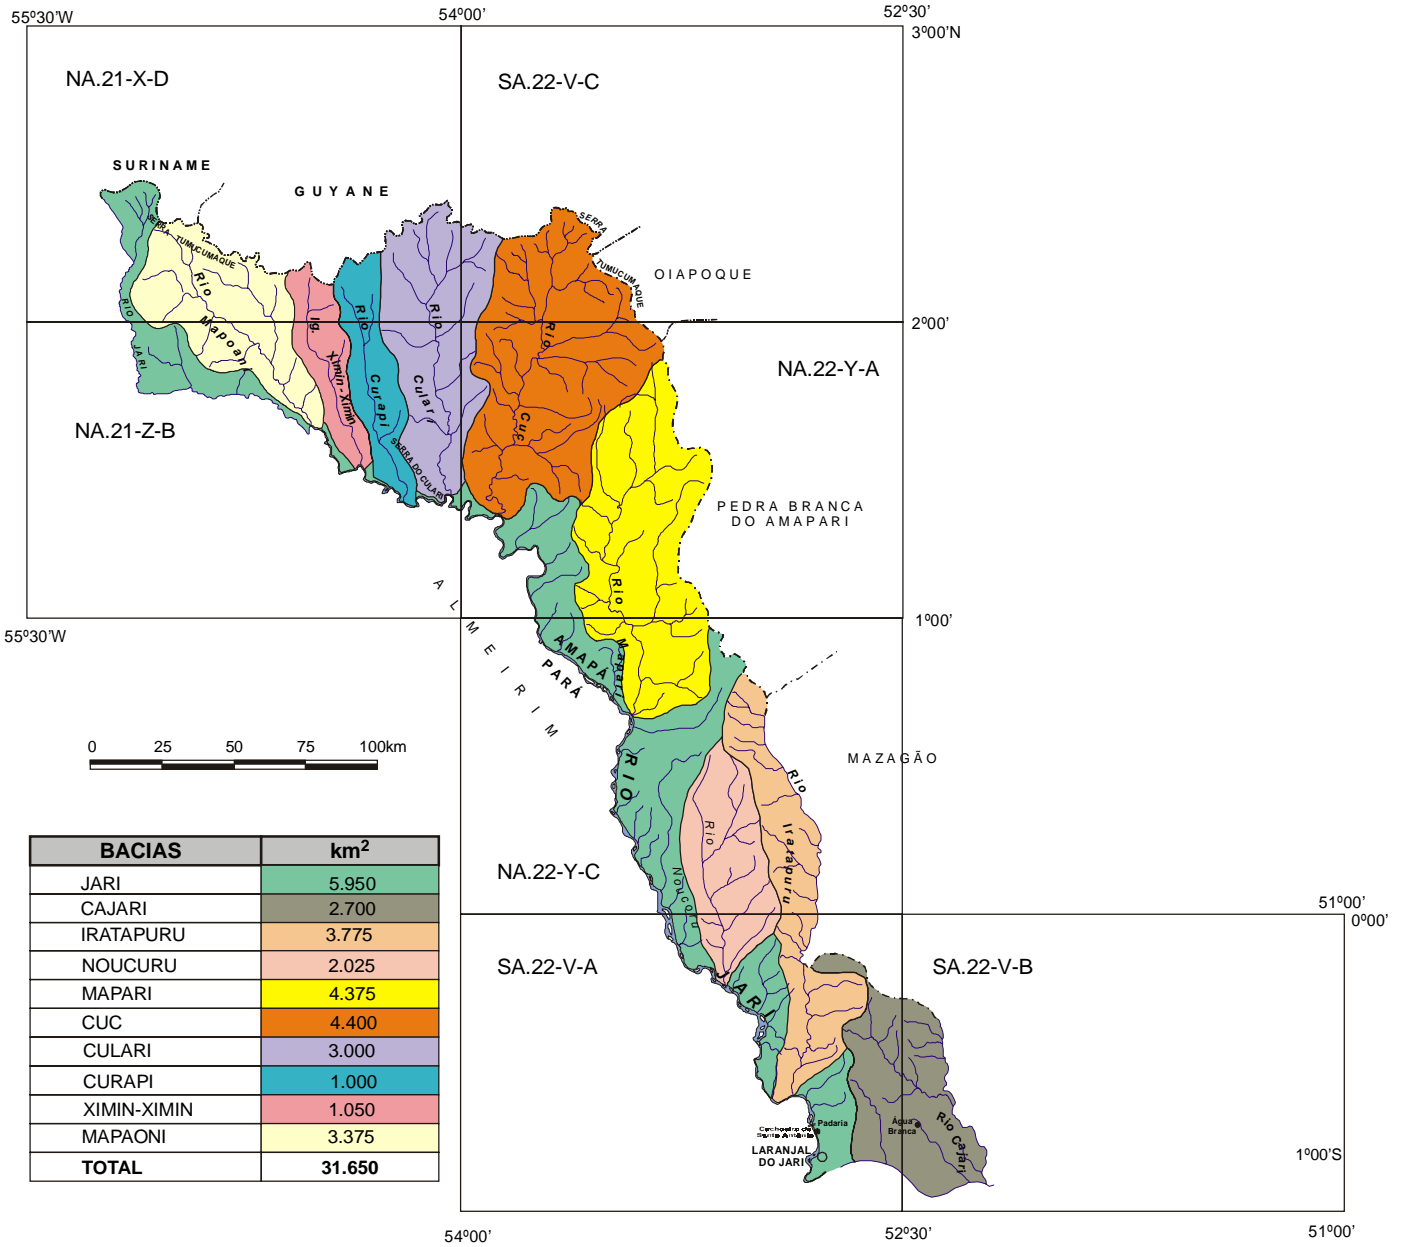 55º30'W
54º00'
52º30'
3º00'N
NA.21-X-D
SA.22-V-C
SURINAME
GUYANE
SERRA
SERRA TUMUCUMAQUE
TUMUCUMAQUE
OIAPOQUE
Rio
Mapoani
RIO
JARI
Ig.
Ximin-Ximin
Rio
Curapi
Rio
Culari
Rio
Cuc
2º00'
NA.22-Y-A
NA.21-Z-B
SERRA DO CULARI
PEDRA BRANCA
DO AMAPARI
ALMEIRIM
Rio
Mapari
1º00'
55º30'W
AMAPÁ
PARÁ
0 25 50 75 100km
MAZAGÃO
RIO
Rio
Iratapuru
Rio
Noucoru
NA.22-Y-C
51º00'
0º00'
SA.22-V-A
JARI
SA.22-V-B
BACIAS km2
JARI 5.950
CAJARI 2.700
IRATAPURU 3.775
NOUCURU 2.025
MAPARI 4.375
CUC 4.400
CULARI 3.000
CURAPI 1.000
XIMIN-XIMIN 1.050
MAPAONI 3.375
TOTAL 31.650
Padaria
Água
Branca
Rio Cajari
LARANJAL
DO JARI
1º00'S
54º00'
52º30'
51º00'